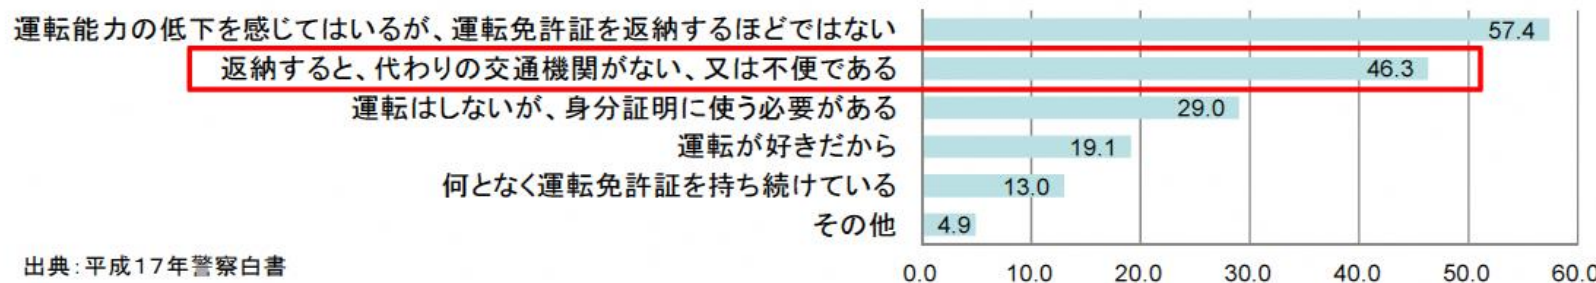 運転能力の低下を感じてはいるが、運転免許証を返納するほどではない 57.4
返納すると、代わりの交通機関がない、又は不便である 46.3
運転はしないが、身分証明に使う必要がある 29.0
運転が好きだから 19.1
何となく運転免許証を持ち続けている 13.0
その他 4.9
出典:平成17年警察白書
0.0 10.0 20.0 30.0 40.0 50.0 60.0